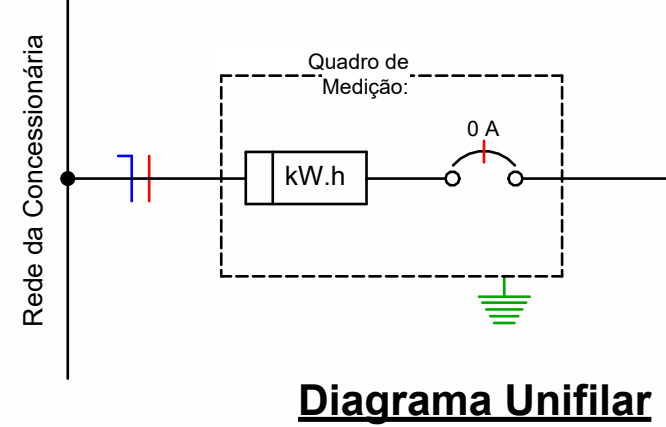 Rede da Concessionária
Quadro de
Medição:
kW.h
0 A
Diagrama Unifilar